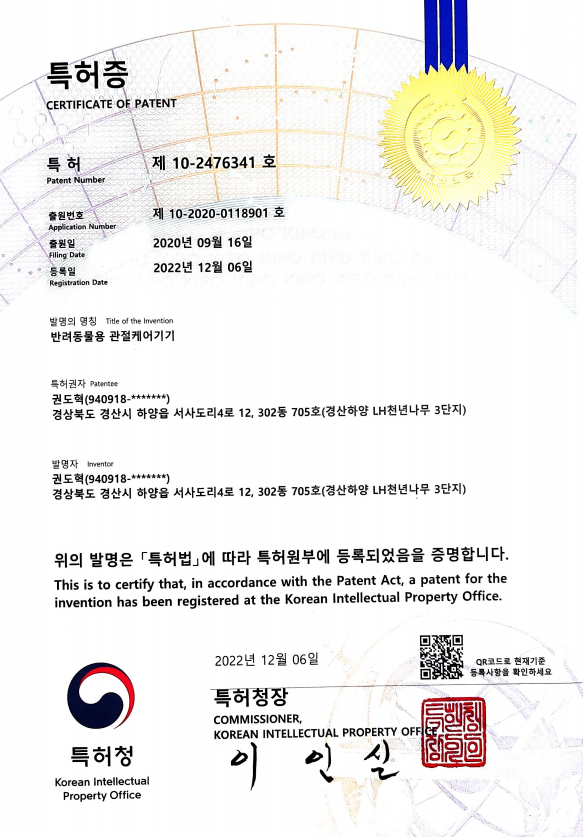 특허증
CERTIFICATE OF PATENT
특 허 제 10-2476341 호
Patent Number
출원번호 제 10-2020-0118901 호
Application Number
출원일 2020년 09월 16일
Filing Date
등록일 2022년 12월 06일
Registration Date
발명의 명칭 Title of the Invention
반려동물용 관절케어기기
특허권자 Patentee
권도혁(940918-*******)
경상북도 경산시 하양읍 서사도리4로 12, 302동 705호(경산하양 LH천년나무 3단지)
발명자 Inventor
권도혁(940918-*******)
경상북도 경산시 하양읍 서사도리4로 12, 302동 705호(경산하양 LH천년나무 3단지)
위의 발명은 「특허법」에 따라 특허원부에 등록되었음을 증명합니다.
This is to certify that, in accordance with the Patent Act, a patent for the
invention has been registered at the Korean Intellectual Property Office.
2022년 12월 06일
QR코드로 현재기준
등록사항을 확인하세요
특허청장
COMMISSIONER,
KOREAN INTELLECTUAL PROPERTY OFFICE
이 인 실
특허청
Korean Intellectual
Property Office